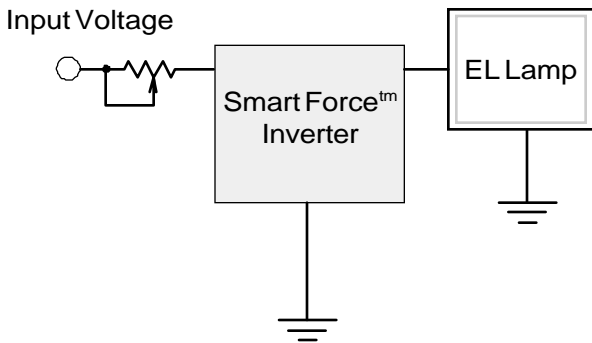 Input Voltage
EL Lamp
Smart Force™
Inverter